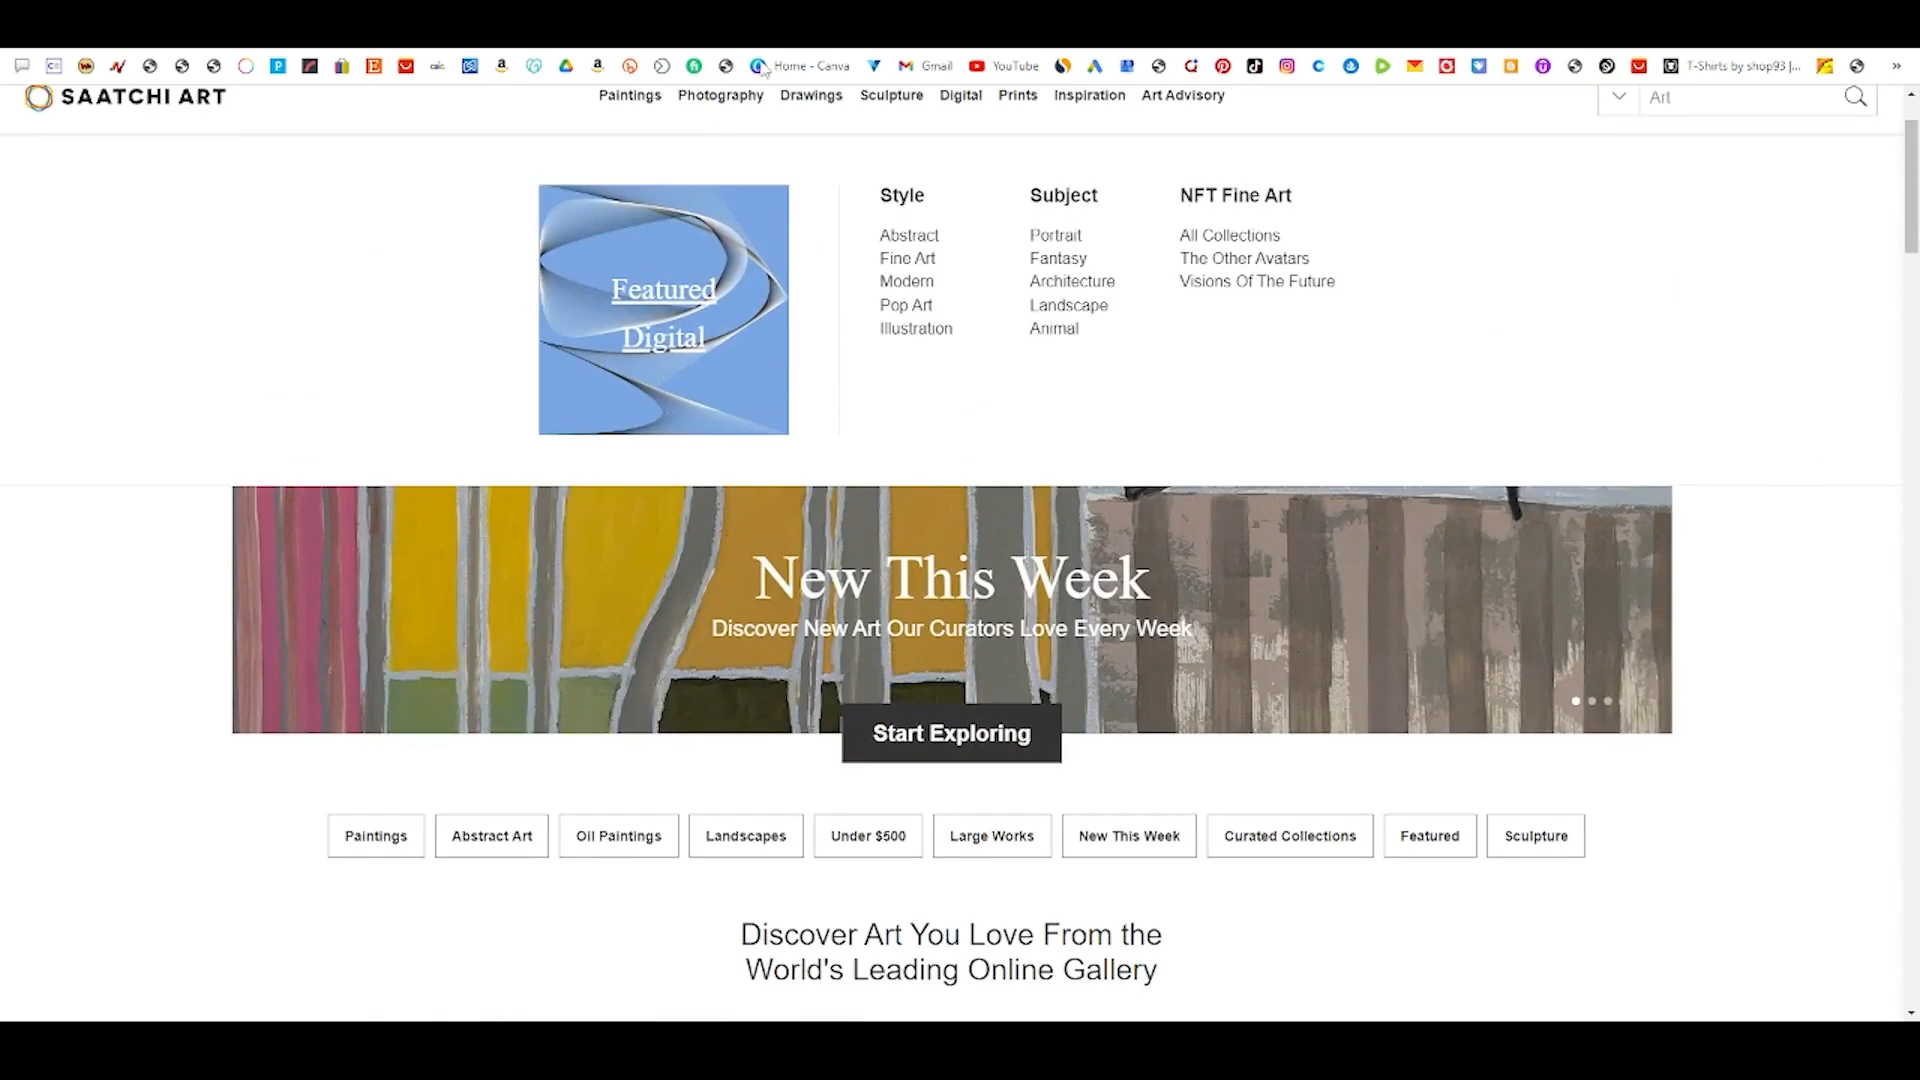 Home - Canva
Gmail
YouTube
T-Shirts by shop93 |...
»
SAATCHI ART
Paintings
Photography
Drawings
Sculpture
Digital
Prints
Inspiration
Art Advisory
Art
Featured
Digital
Style
Abstract
Fine Art
Modern
Pop Art
Illustration
Subject
Portrait
Fantasy
Architecture
Landscape
Animal
NFT Fine Art
All Collections
The Other Avatars
Visions Of The Future
New This Week
Discover New Art Our Curators Love Every Week
Start Exploring
Paintings
Abstract Art
Oil Paintings
Landscapes
Under $500
Large Works
New This Week
Curated Collections
Featured
Sculpture
Discover Art You Love From the
World's Leading Online Gallery